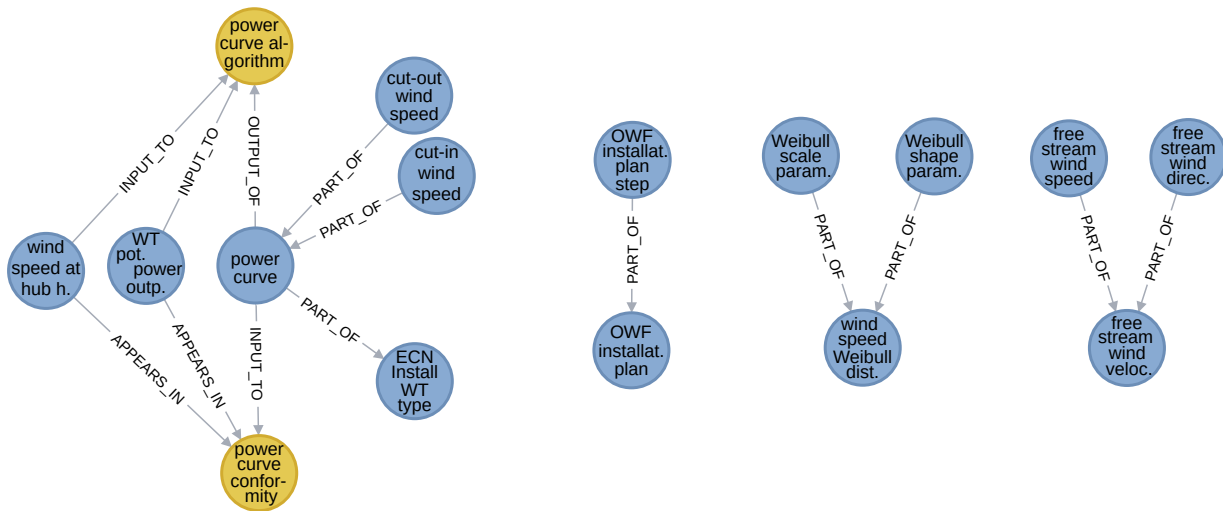 power
curve al-
gorithm
cut-out
wind
speed
cut-in
wind
speed
INPUT_TO
INPUT_TO
OUTPUT_OF
PART_OF
PART_OF
wind
speed at
hub h.
WT
pot.
power
outp.
power
curve
APPEARS_IN
APPEARS_IN
INPUT_TO
PART_OF
ECN
Install
WT
type
power
curve
confor-
mity
OWF
installat.
plan
step
PART_OF
OWF
installat.
plan
Weibull
scale
param.
Weibull
shape
param.
PART_OF
PART_OF
wind
speed
Weibull
dist.
free
stream
wind
speed
free
stream
wind
direc.
PART_OF
PART_OF
free
stream
wind
veloc.